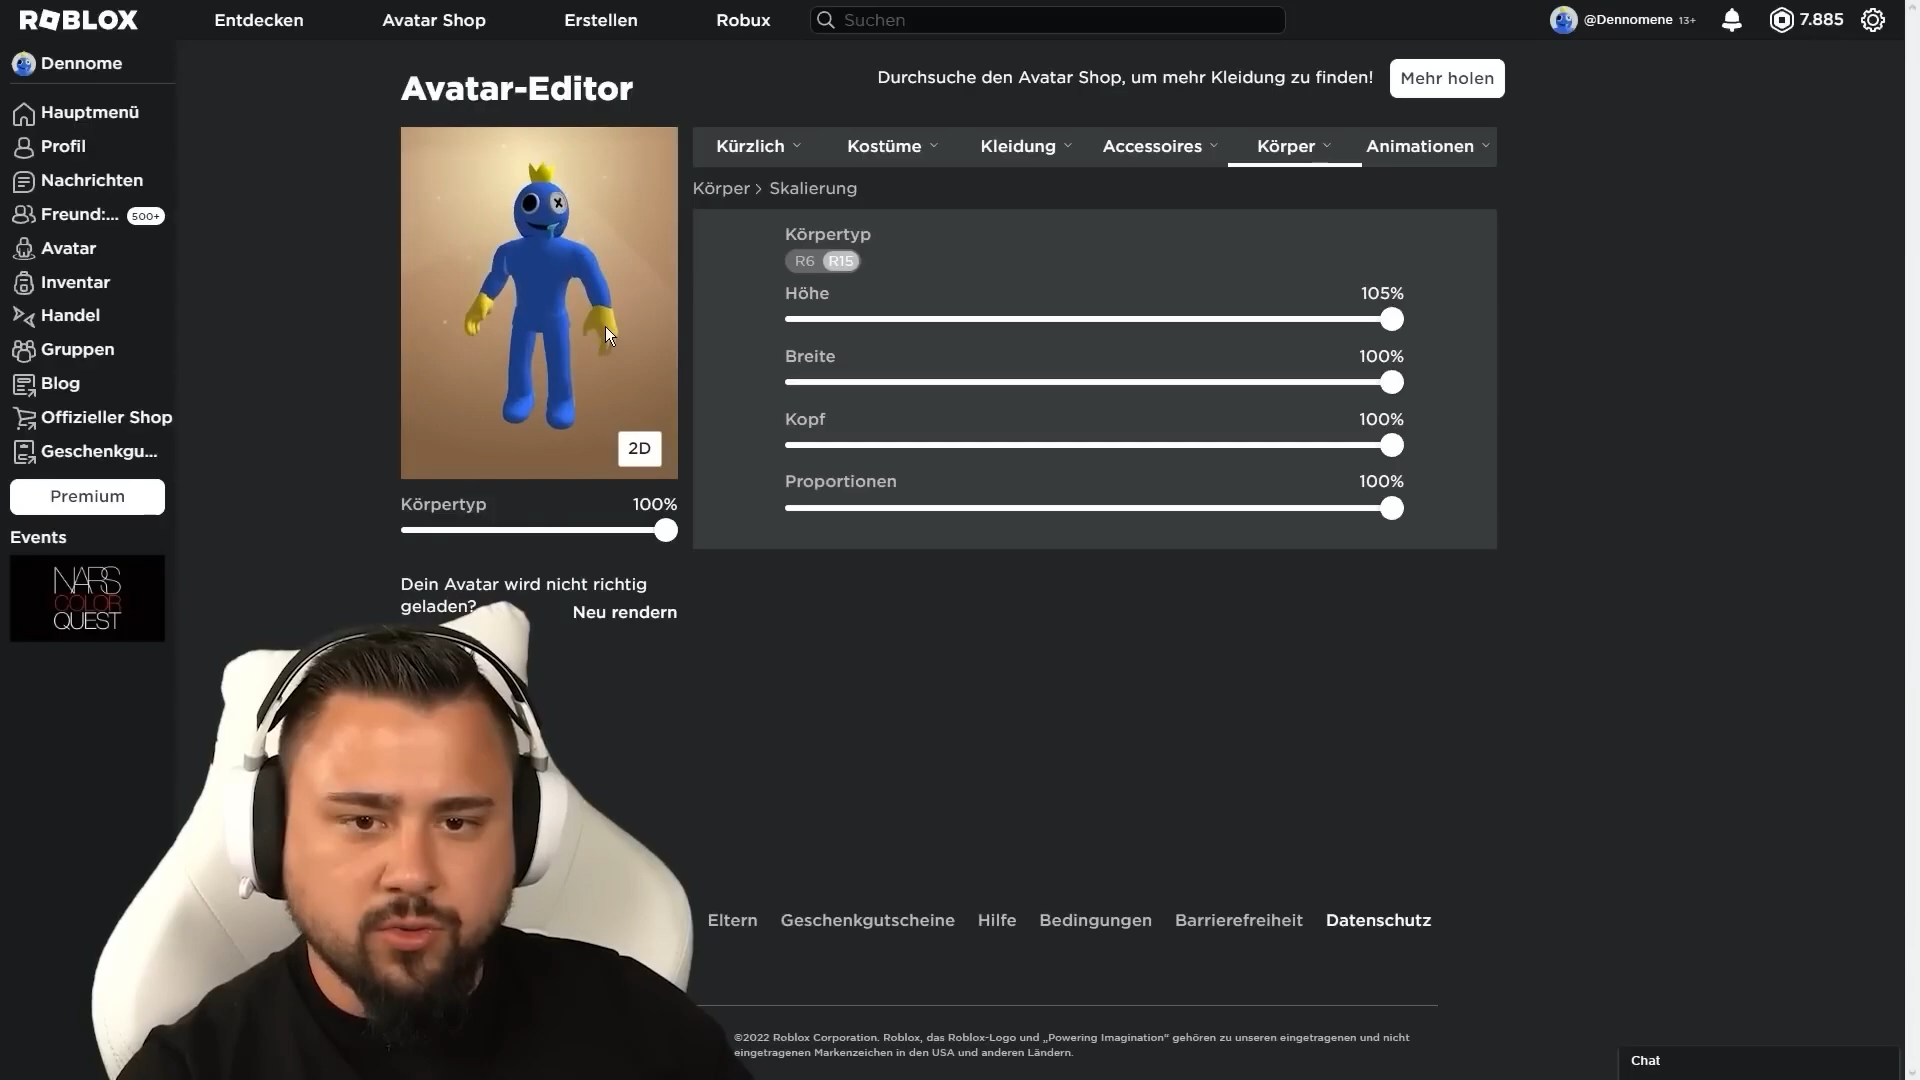 ROBLOX
Entdecken
Avatar Shop
Erstellen
Robux
Suchen
@Dennomene 13+
7.885
Dennome
Hauptmenü
Profil
Nachrichten
Freund:...
500+
Avatar
Inventar
Handel
Gruppen
Blog
Offizieller Shop
Geschenkgu...
Premium
Events
NARS
COLOR
QUEST
Avatar-Editor
Durchsuche den Avatar Shop, um mehr Kleidung zu finden!
Mehr holen
Kürzlich
Kostüme
Kleidung
Accessoires
Körper
Animationen
Körper > Skalierung
2D
Körpertyp 100%
Dein Avatar wird nicht richtig
geladen?
Neu rendern
Körpertyp
R6 R15
Höhe 105%
Breite 100%
Kopf 100%
Proportionen 100%
Eltern
Geschenkgutscheine
Hilfe
Bedingungen
Barrierefreiheit
Datenschutz
©2022 Roblox Corporation. Roblox, das Roblox-Logo und „Powering Imagination" gehören zu unseren eingetragenen und nicht
eingetragenen Markenzeichen in den USA und anderen Ländern.
Chat